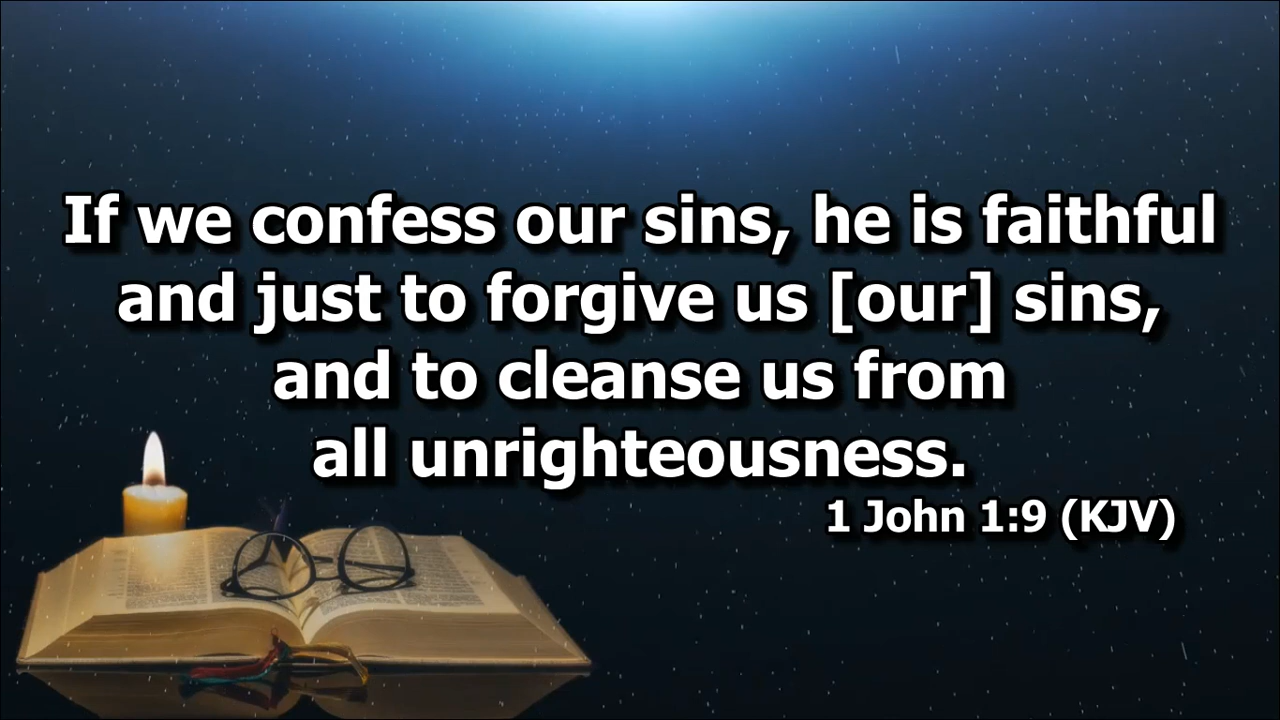 If we confess our sins, he is faithful
and just to forgive us [our] sins,
and to cleanse us from
all unrighteousness.
1 John 1:9 (KJV)